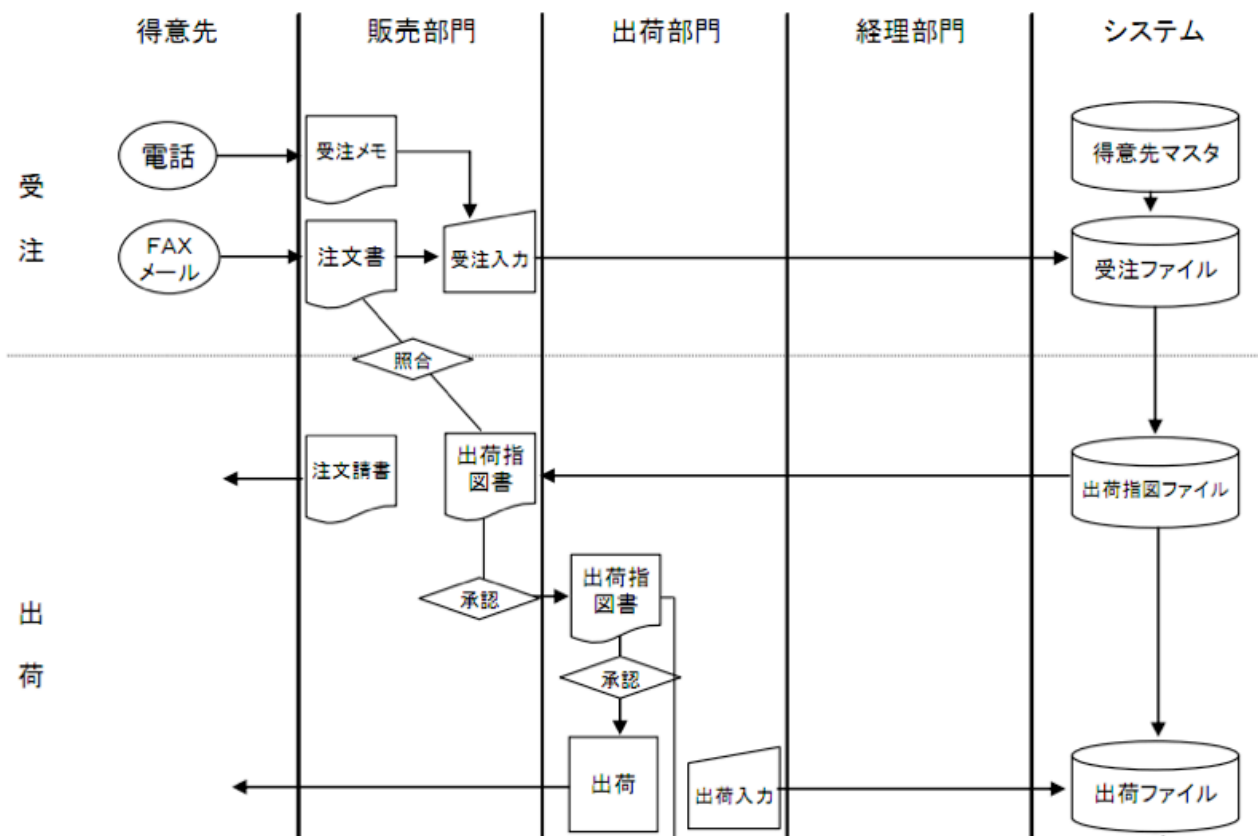 得意先
販売部門
出荷部門
経理部門
システム
受
注
電話
受注メモ
得意先マスタ
FAX
メール
注文書
受注入力
受注ファイル
照合
注文請書
出荷指
図書
出荷指図ファイル
出
荷
承認
出荷指
図書
承認
出荷
出荷入力
出荷ファイル